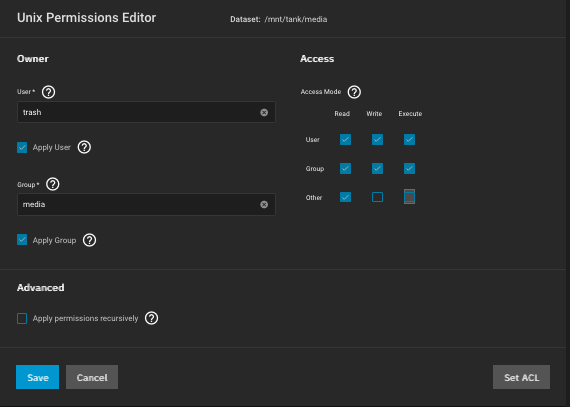 Unix Permissions Editor
Dataset: /mnt/tank/media
Owner
User*
trash
Apply User
Group*
media
Apply Group
Access
Access Mode
Read Write Execute
User
Group
Other
Advanced
Apply permissions recursively
Save Cancel Set ACL